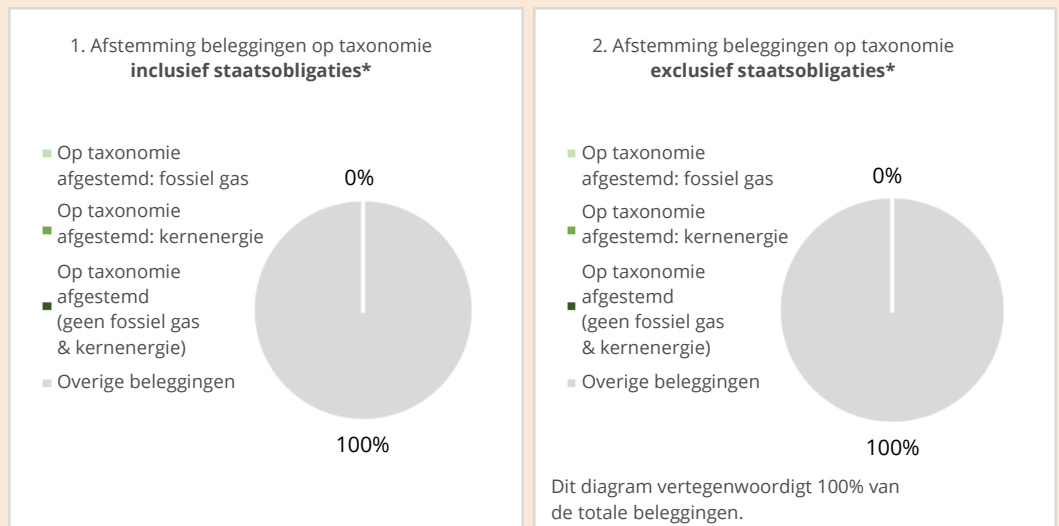 1. Afstemming beleggingen op taxonomie
inclusief staatsobligaties*
Op taxonomie
afgestemd: fossiel gas
Op taxonomie
afgestemd: kernenergie
Op taxonomie
afgestemd
(geen fossiel gas
& kernenergie)
Overige beleggingen
0%
100%
2. Afstemming beleggingen op taxonomie
exclusief staatsobligaties*
Op taxonomie
afgestemd: fossiel gas
Op taxonomie
afgestemd: kernenergie
Op taxonomie
afgestemd
(geen fossiel gas
& kernenergie)
Overige beleggingen
0%
100%
Dit diagram vertegenwoordigt 100% van
de totale beleggingen.